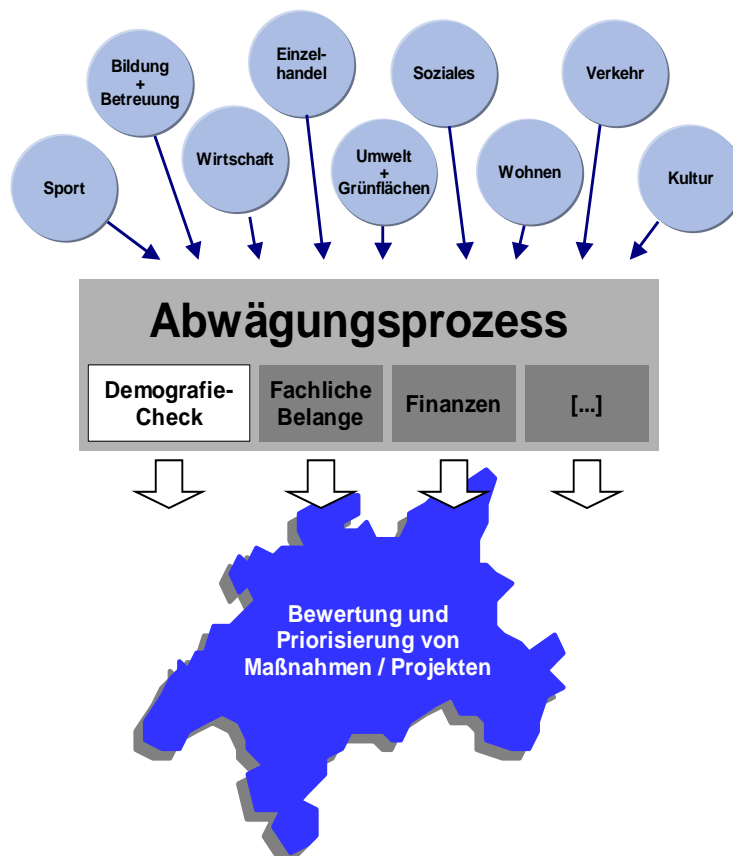 Bildung
+
Betreuung
Einzel-
handel
Soziales
Verkehr
Sport
Wirtschaft
Umwelt
+
Grünflächen
Wohnen
Kultur
Abwägungsprozess
Demografie-
Check
Fachliche
Belange
Finanzen
[...]
Bewertung und
Priorisierung von
Maßnahmen / Projekten